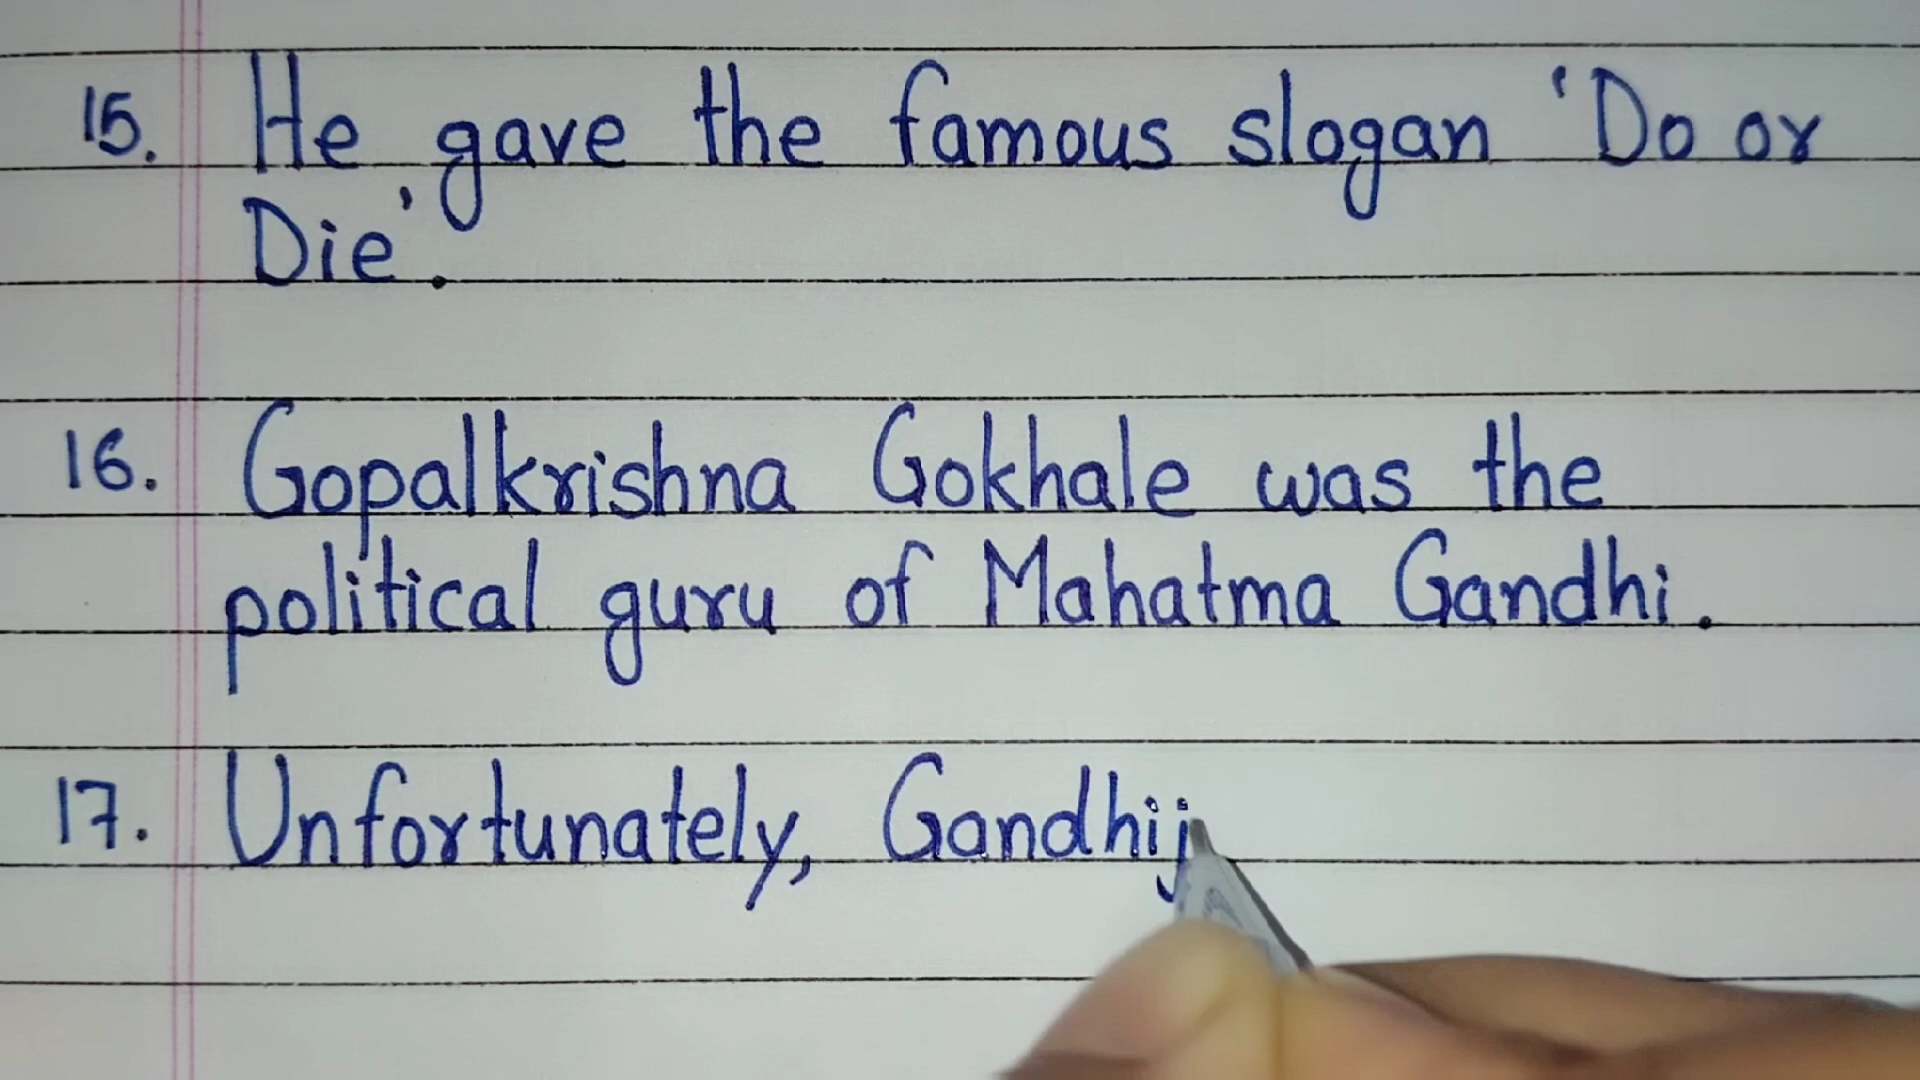 15. He gave the famous slogan 'Do or
Die'.
16. Gopalkrishna Gokhale was the
political guru of Mahatma Gandhi.
17. Unfortunately, Gandhij